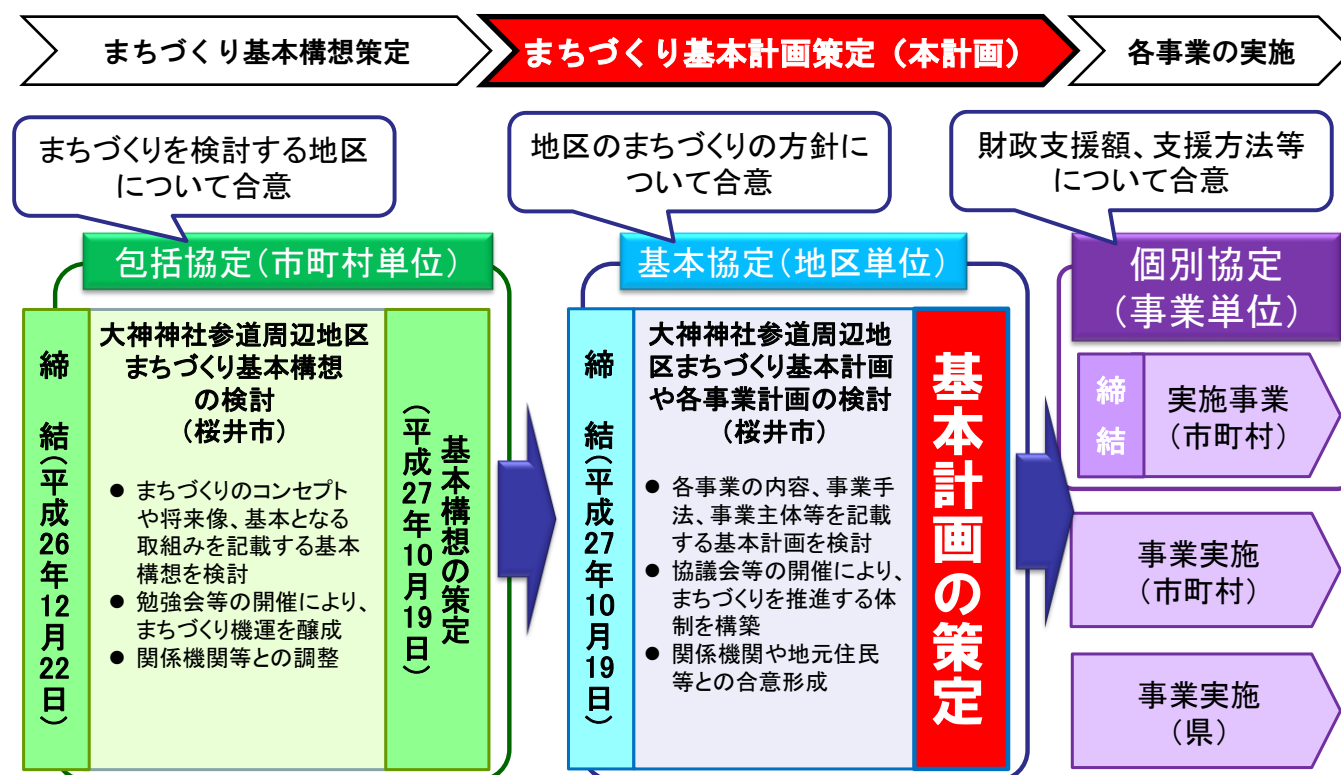 まちづくり基本構想策定
まちづくり基本計画策定（本計画）
各事業の実施
まちづくりを検討する地区
について合意
地区のまちづくりの方針に
ついて合意
財政支援額、支援方法等
について合意
包括協定（市町村単位）
締結（平成26年12月22日）
大神神社参道周辺地区
まちづくり基本構想
の検討
（桜井市）
● まちづくりのコンセプト
や将来像、基本となる
取組みを記載する基本
構想を検討
● 勉強会等の開催により、
まちづくり機運を醸成
● 関係機関等との調整
基本構想の策定
（平成27年10月19日）
基本協定（地区単位）
締結（平成27年10月19日）
大神神社参道周辺地
区まちづくり基本計画
や各事業計画の検討
（桜井市）
● 各事業の内容、事業手
法、事業主体等を記載
する基本計画を検討
● 協議会等の開催により、
まちづくりを推進する体
制を構築
● 関係機関や地元住民
等との合意形成
基本計画の策定
個別協定
（事業単位）
締結
実施事業
（市町村）
事業実施
（市町村）
事業実施
（県）